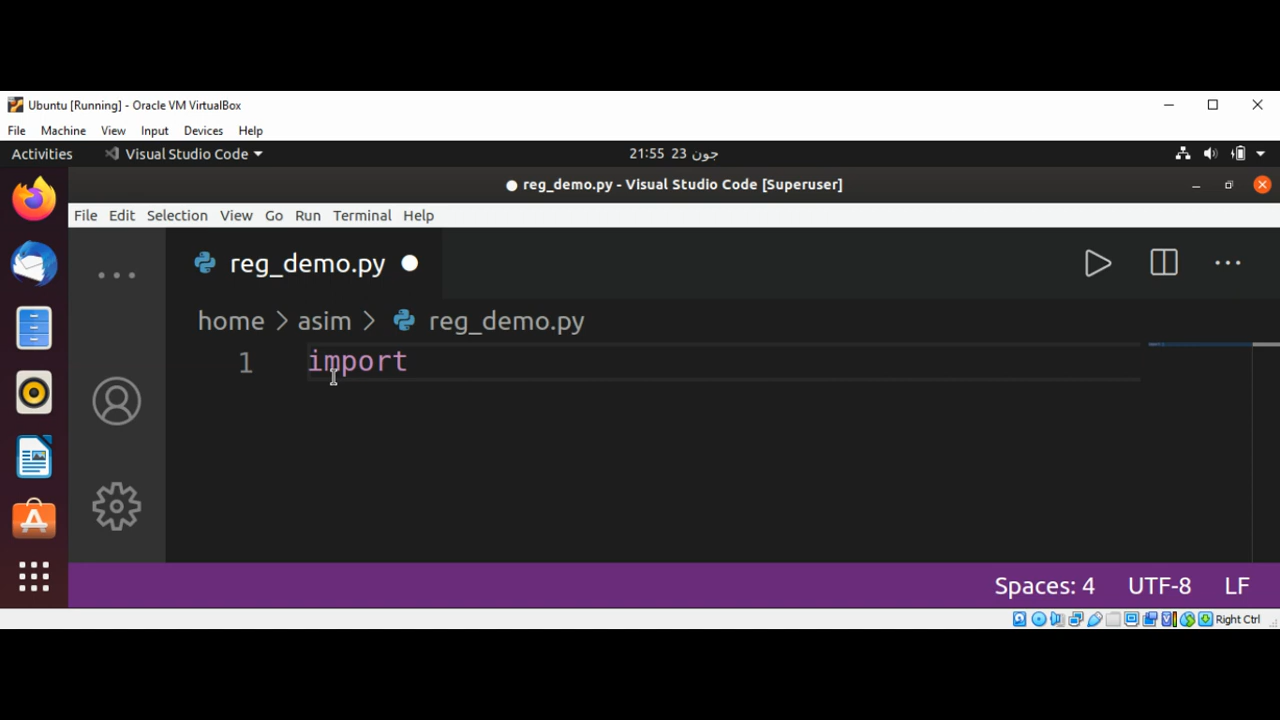 Ubuntu [Running] - Oracle VM VirtualBox
File Machine View Input Devices Help
Activities Visual Studio Code 21:55 23 جون
reg_demo.py - Visual Studio Code [Superuser]
File Edit Selection View Go Run Terminal Help
reg_demo.py
home > asim > reg_demo.py
1 import
Spaces: 4 UTF-8 LF
Right Ctrl